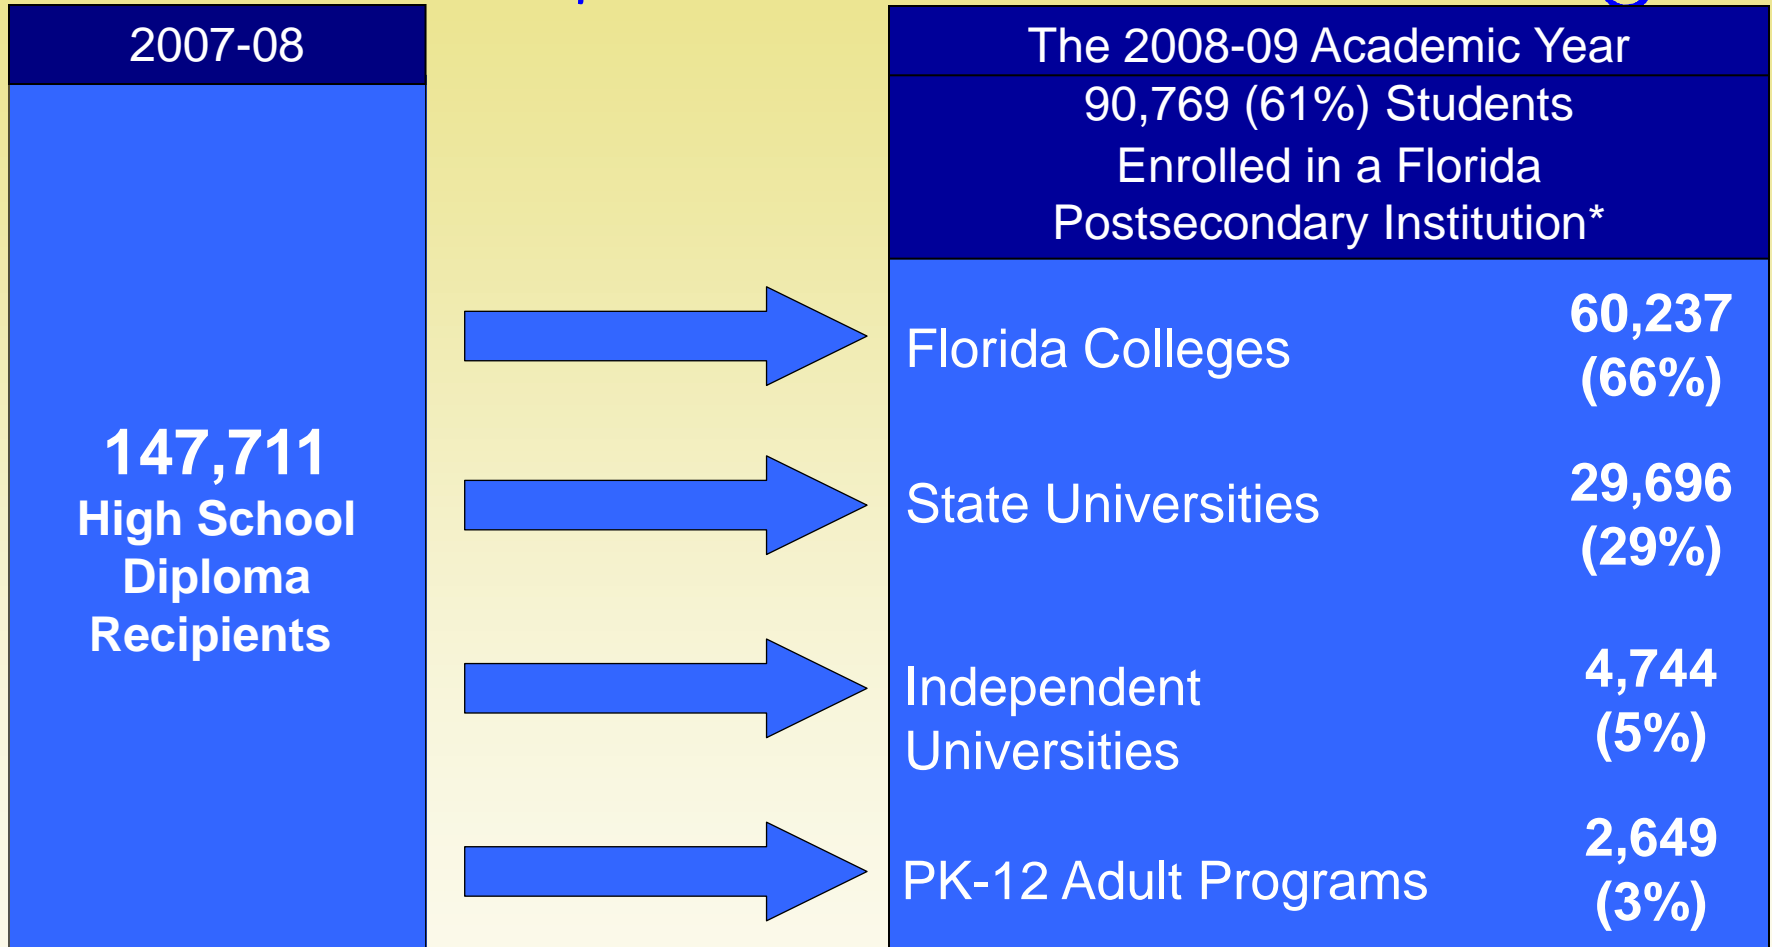 2007-08
147,711
High School
Diploma
Recipients
The 2008-09 Academic Year
90,769 (61%) Students
Enrolled in a Florida
Postsecondary Institution*
Florida Colleges
60,237
(66%)
State Universities
29,696
(29%)
Independent
Universities
4,744
(5%)
PK-12 Adult Programs
2,649
(3%)